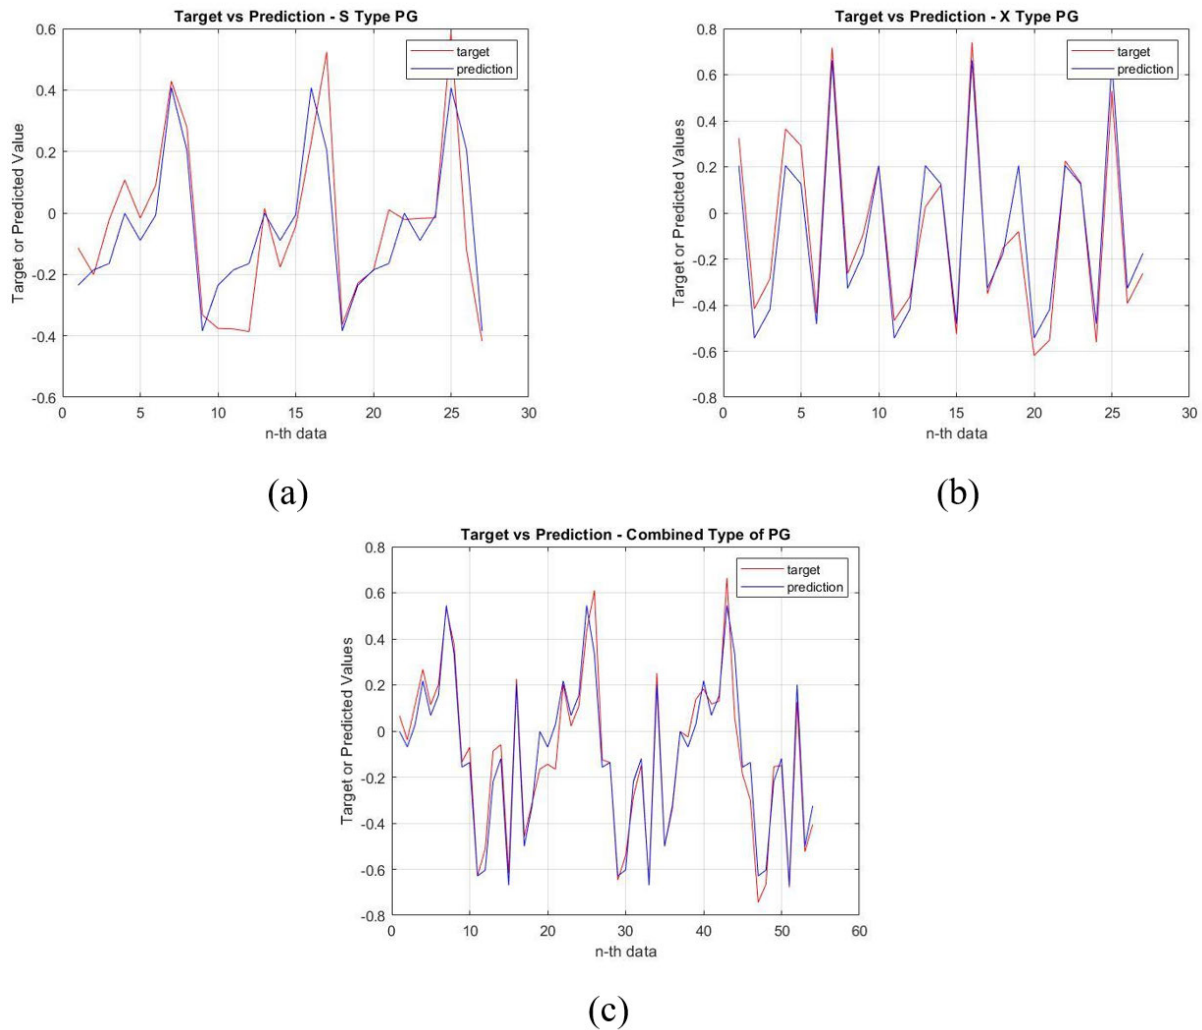 Target vs Prediction - S Type PG
target
prediction
Target or Predicted Value
0.6
0.4
0.2
0
-0.2
-0.4
-0.6
0 5 10 15 20 25 30
n-th data
(a)
Target vs Prediction - X Type PG
target
prediction
Target or Predicted Values
0.8
0.6
0.4
0.2
0
-0.2
-0.4
-0.6
-0.8
0 5 10 15 20 25 30
n-th data
(b)
Target vs Prediction - Combined Type of PG
target
prediction
Target or Predicted Values
0.8
0.6
0.4
0.2
0
-0.2
-0.4
-0.6
-0.8
0 10 20 30 40 50 60
n-th data
(c)